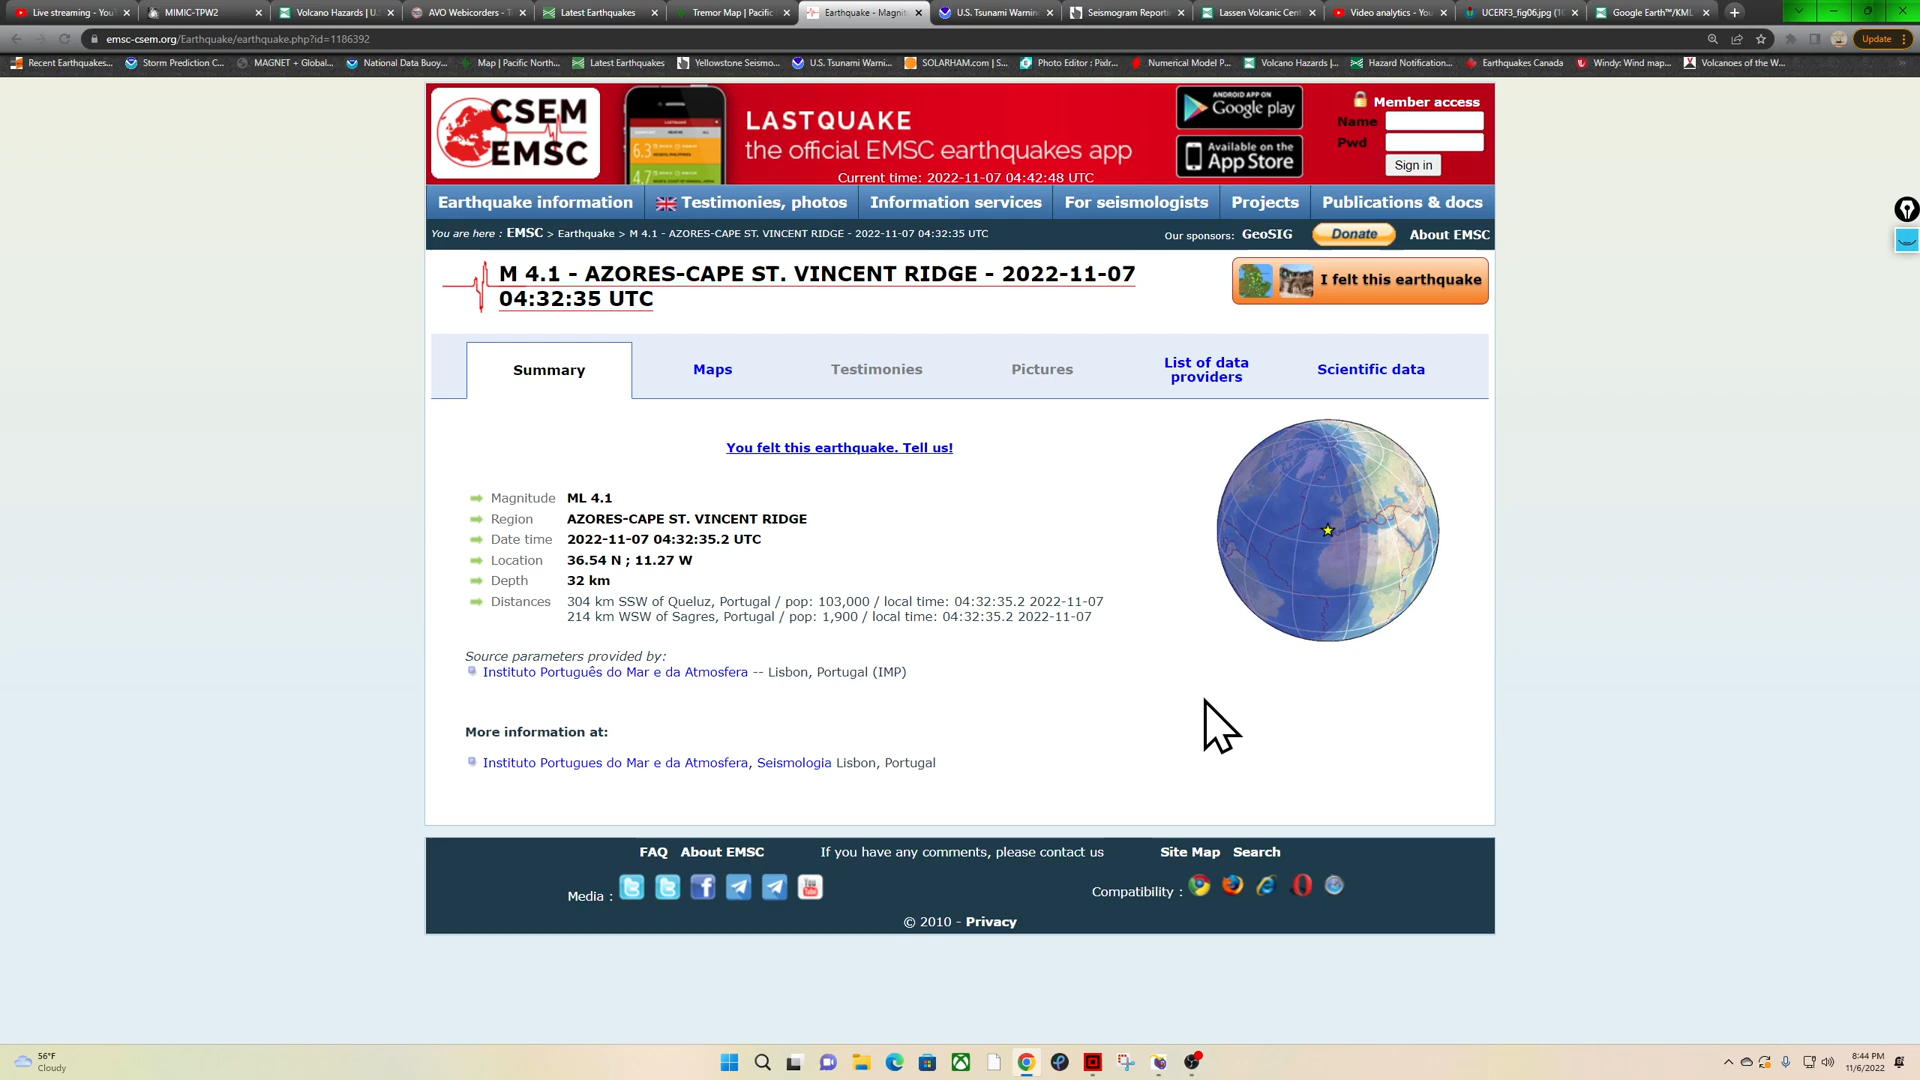 Live streaming - You
MIMIC-TPW2
Volcano Hazards | U.S
AVO Webicorders - T
Latest Earthquakes
Tremor Map | Pacific
Earthquake - Magnit
U.S. Tsunami Warnin
Seismogram Reporti
Lassen Volcanic Cent
Video analytics - You
UCERF3_fig06.jpg (1
Google Earth™/KML
emsc-csem.org/Earthquake/earthquake.php?id=1186392
Update
Recent Earthquakes...
Storm Prediction C...
MAGNET + Global...
National Data Buoy...
Map | Pacific North...
Latest Earthquakes
Yellowstone Seismo...
U.S. Tsunami Warni...
SOLARHAM.com | S...
Photo Editor : Pixlr...
Numerical Model P...
Volcano Hazards |...
Hazard Notification...
Earthquakes Canada
Windy: Wind map...
Volcanoes of the W...
CSEM
EMSC
6.3
4.7
LASTQUAKE
the official EMSC earthquakes app
Current time: 2022-11-07 04:42:48 UTC
ANDROID APP ON
Google play
Available on the
App Store
Member access
Name
Pwd
Sign in
Earthquake information
Testimonies, photos
Information services
For seismologists
Projects
Publications & docs
You are here : EMSC > Earthquake > M 4.1 - AZORES-CAPE ST. VINCENT RIDGE - 2022-11-07 04:32:35 UTC
Our sponsors: GeoSIG
Donate
About EMSC
M 4.1 - AZORES-CAPE ST. VINCENT RIDGE - 2022-11-07
04:32:35 UTC
I felt this earthquake
Summary
Maps
Testimonies
Pictures
List of data
providers
Scientific data
You felt this earthquake. Tell us!
Magnitude ML 4.1
Region AZORES-CAPE ST. VINCENT RIDGE
Date time 2022-11-07 04:32:35.2 UTC
Location 36.54 N ; 11.27 W
Depth 32 km
Distances 304 km SSW of Queluz, Portugal / pop: 103,000 / local time: 04:32:35.2 2022-11-07
214 km WSW of Sagres, Portugal / pop: 1,900 / local time: 04:32:35.2 2022-11-07
Source parameters provided by:
Instituto Português do Mar e da Atmosfera -- Lisbon, Portugal (IMP)
More information at:
Instituto Portugues do Mar e da Atmosfera, Seismologia Lisbon, Portugal
FAQ About EMSC If you have any comments, please contact us Site Map Search
Media :
You
Compatibility :
© 2010 - Privacy
56°F
Cloudy
8:44 PM
11/6/2022